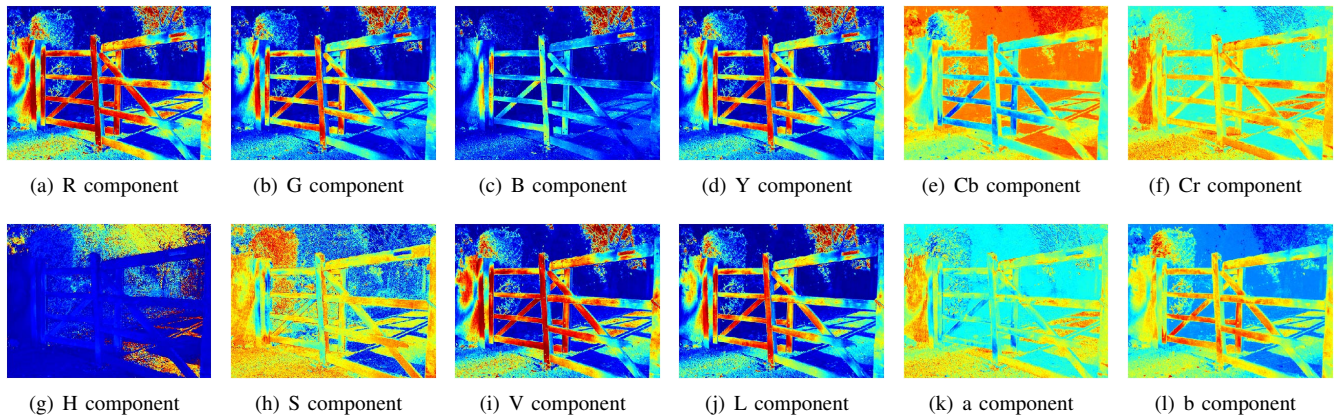 (a) R component
(b) G component
(c) B component
(d) Y component
(e) Cb component
(f) Cr component
(g) H component
(h) S component
(i) V component
(j) L component
(k) a component
(l) b component